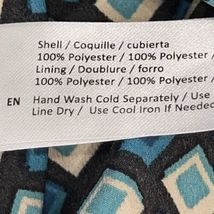 Shell / Coquille / cubierta
100% Polyester / 100% Polyester /
Lining / Doublure / forro
100% Polyester / 100% Polyester /
EN Hand Wash Cold Separately / Use
Line Dry / Use Cool Iron If Needed